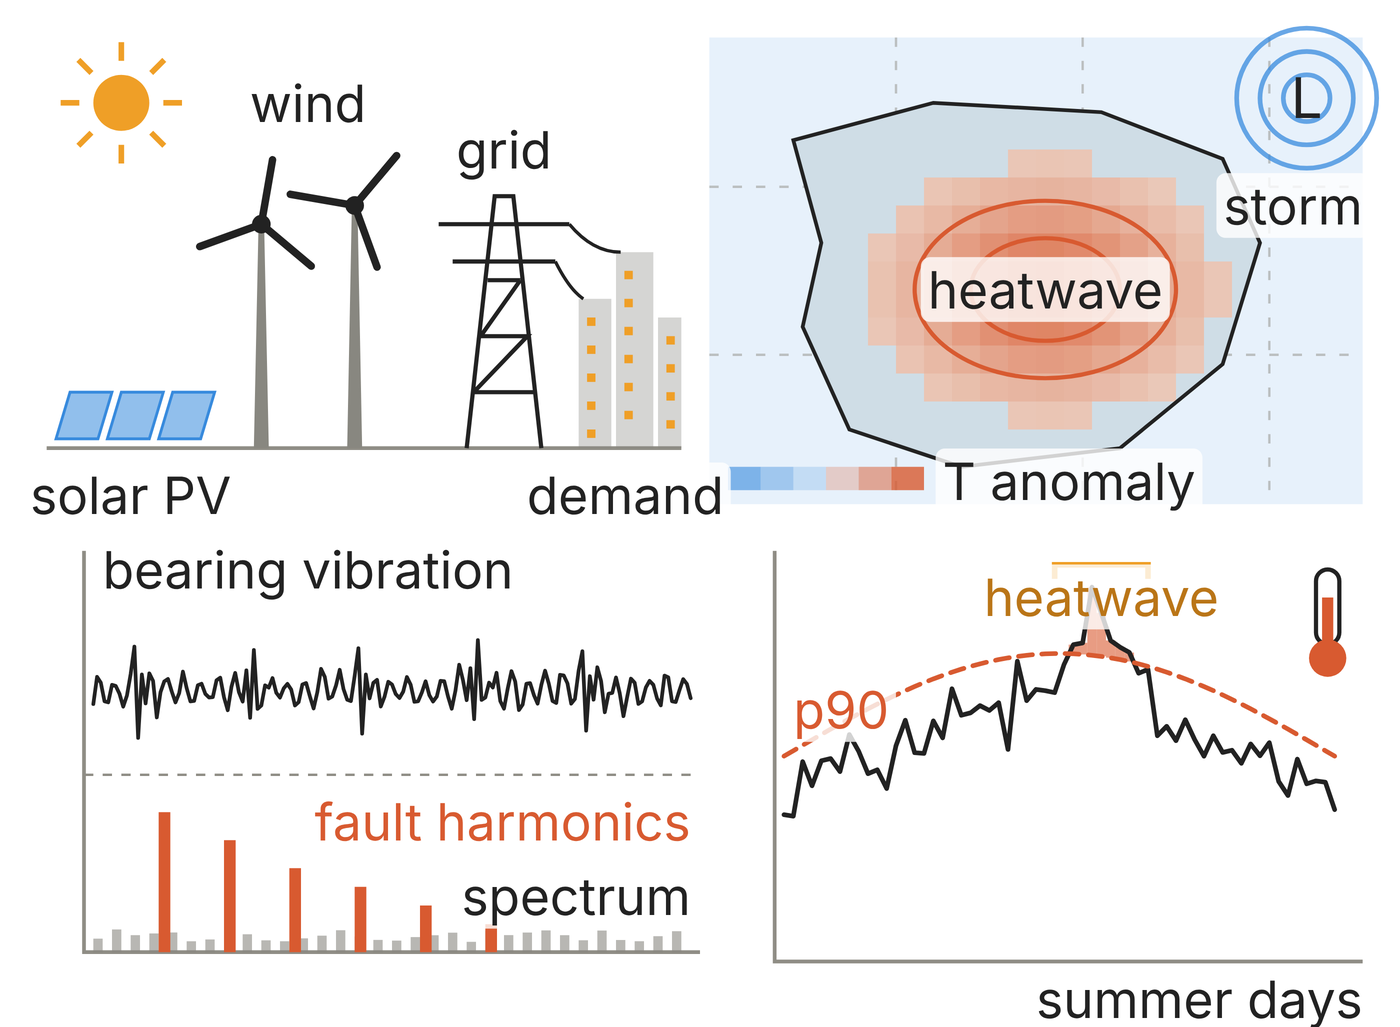 wind
grid
solar PV
demand
L
storm
heatwave
T anomaly
bearing vibration
fault harmonics
spectrum
heatwave
p90
summer days